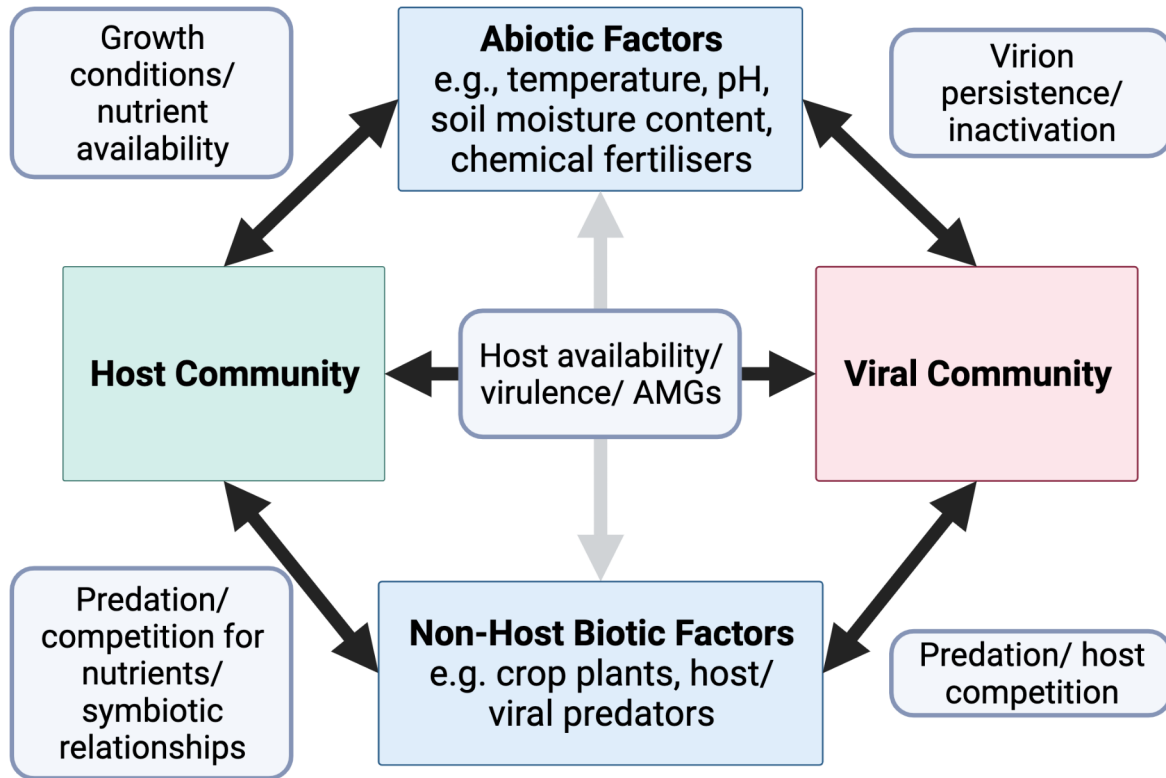 Growth
conditions/
nutrient
availability
Abiotic Factors
e.g., temperature, pH,
soil moisture content,
chemical fertilisers
Virion
persistence/
inactivation
Host Community
Host availability/
virulence/ AMGs
Viral Community
Predation/
competition for
nutrients/
symbiotic
relationships
Non-Host Biotic Factors
e.g. crop plants, host/
viral predators
Predation/ host
competition